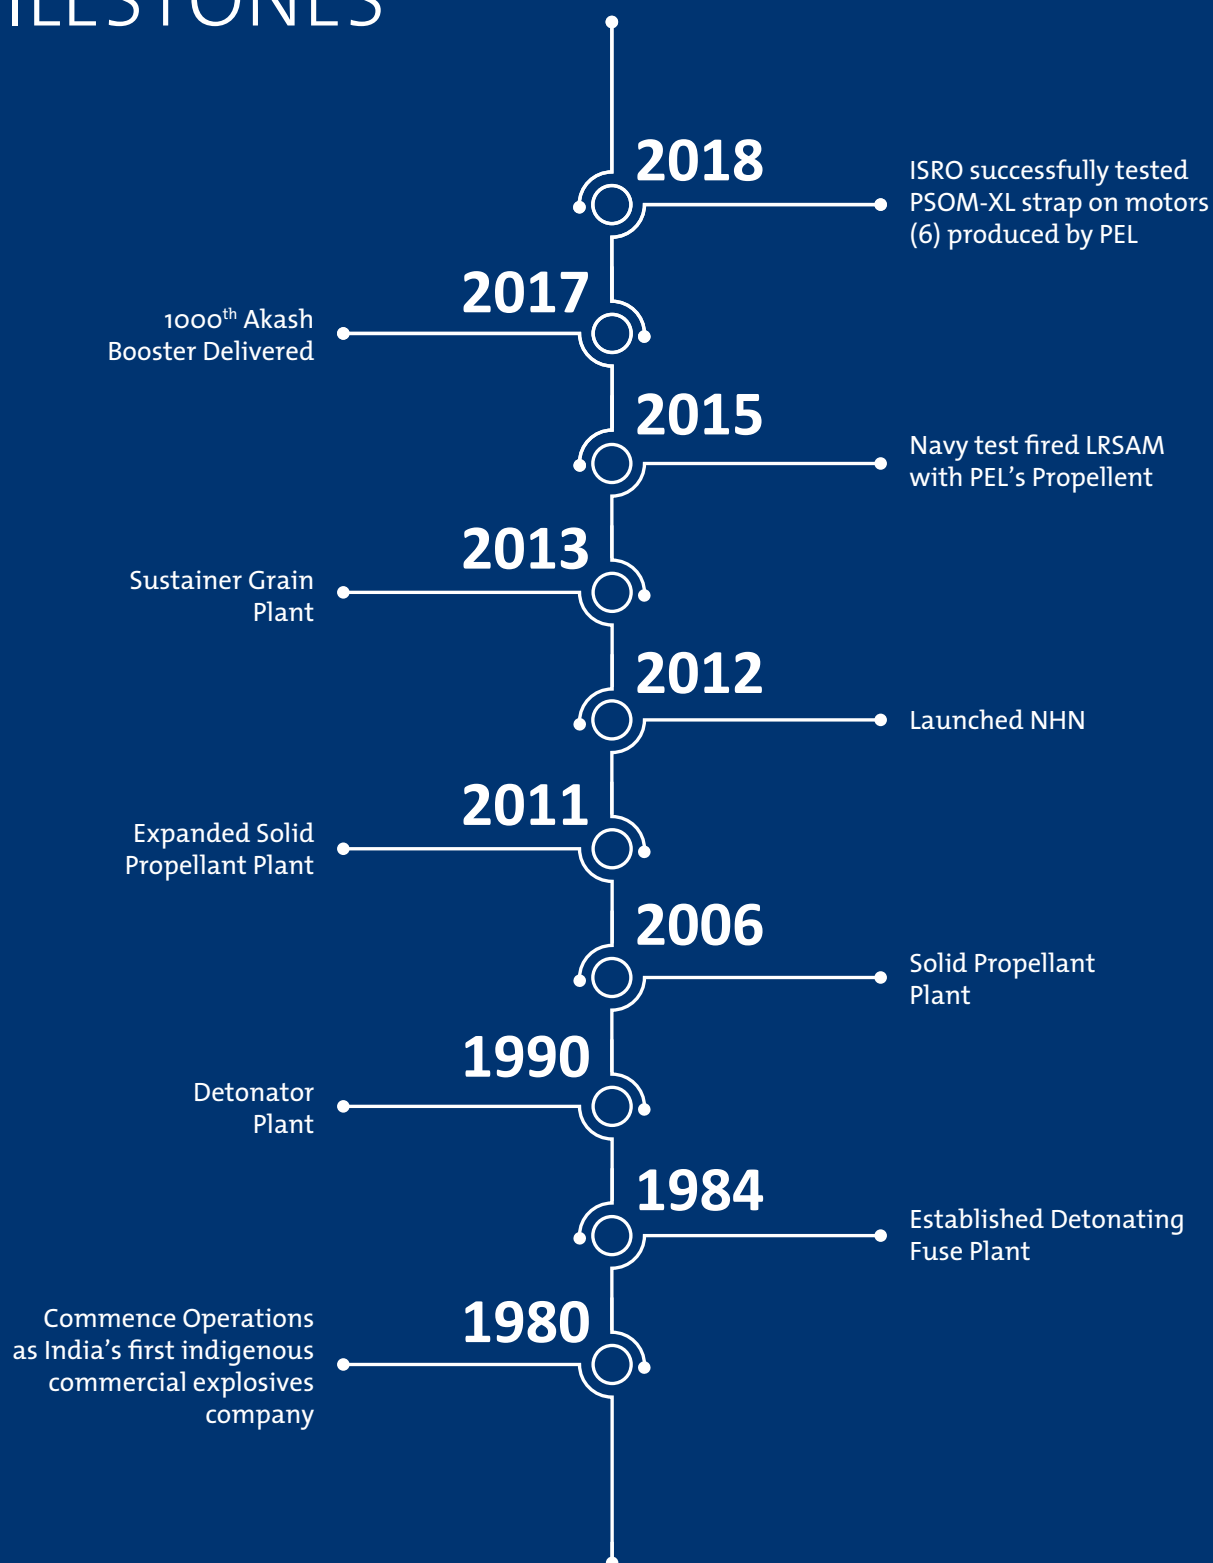 2018
ISRO successfully tested
PSOM-XL strap on motors
(6) produced by PEL
2017
1000th Akash
Booster Delivered
2015
Navy test fired LRSAM
with PEL's Propellent
2013
Sustainer Grain
Plant
2012
Launched NHN
2011
Expanded Solid
Propellant Plant
2006
Solid Propellant
Plant
1990
Detonator
Plant
1984
Established Detonating
Fuse Plant
1980
Commence Operations
as India's first indigenous
commercial explosives
company